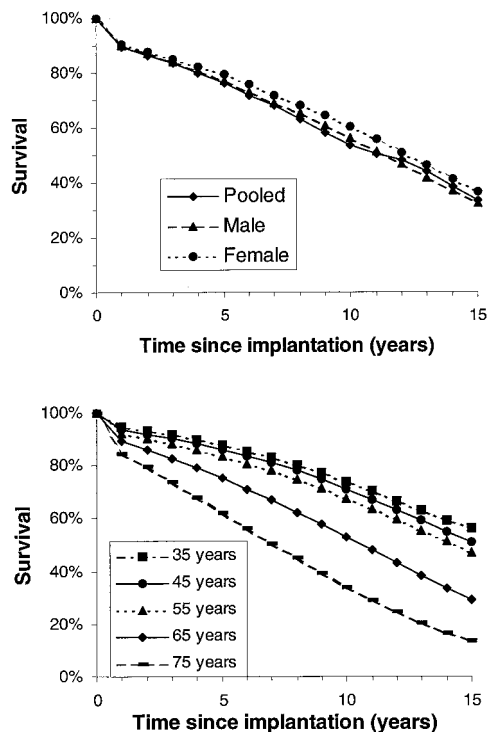 100%
80%
60%
40%
20%
0%
Survival
Pooled
Male
Female
0 5 10 15
Time since implantation (years)
100%
80%
60%
40%
20%
0%
Survival
35 years
45 years
55 years
65 years
75 years
0 5 10 15
Time since implantation (years)